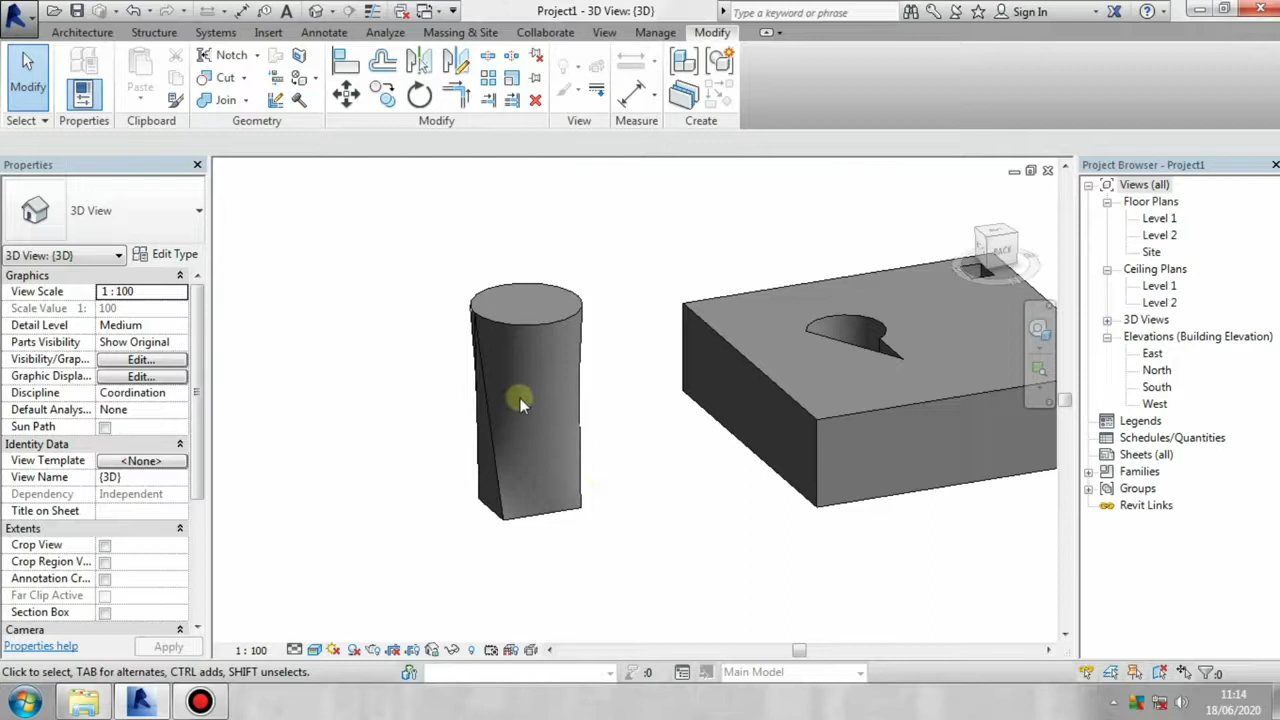 Project1 - 3D View: {3D}
Type a keyword or phrase
Sign In
Architecture Structure Systems Insert Annotate Analyze Massing & Site Collaborate View Manage Modify
Modify
Paste
Notch
Cut
Join
Select Properties Clipboard Geometry Modify View Measure Create
Properties
3D View
3D View: {3D}
Edit Type
Graphics
View Scale 1 : 100
Scale Value 1: 100
Detail Level Medium
Parts Visibility Show Original
Visibility/Grap... Edit...
Graphic Displa... Edit...
Discipline Coordination
Default Analys... None
Sun Path
Identity Data
View Template <None>
View Name {3D}
Dependency Independent
Title on Sheet
Extents
Crop View
Crop Region V...
Annotation Cr...
Far Clip Active
Section Box
Camera
Properties help
Apply
BACK
Project Browser - Project1
Views (all)
Floor Plans
Level 1
Level 2
Site
Ceiling Plans
Level 1
Level 2
3D Views
Elevations (Building Elevation)
East
North
South
West
Legends
Schedules/Quantities
Sheets (all)
Families
Groups
Revit Links
1 : 100
Click to select, TAB for alternates, CTRL adds, SHIFT unselects.
:0
Main Model
:0
11:14
18/06/2020